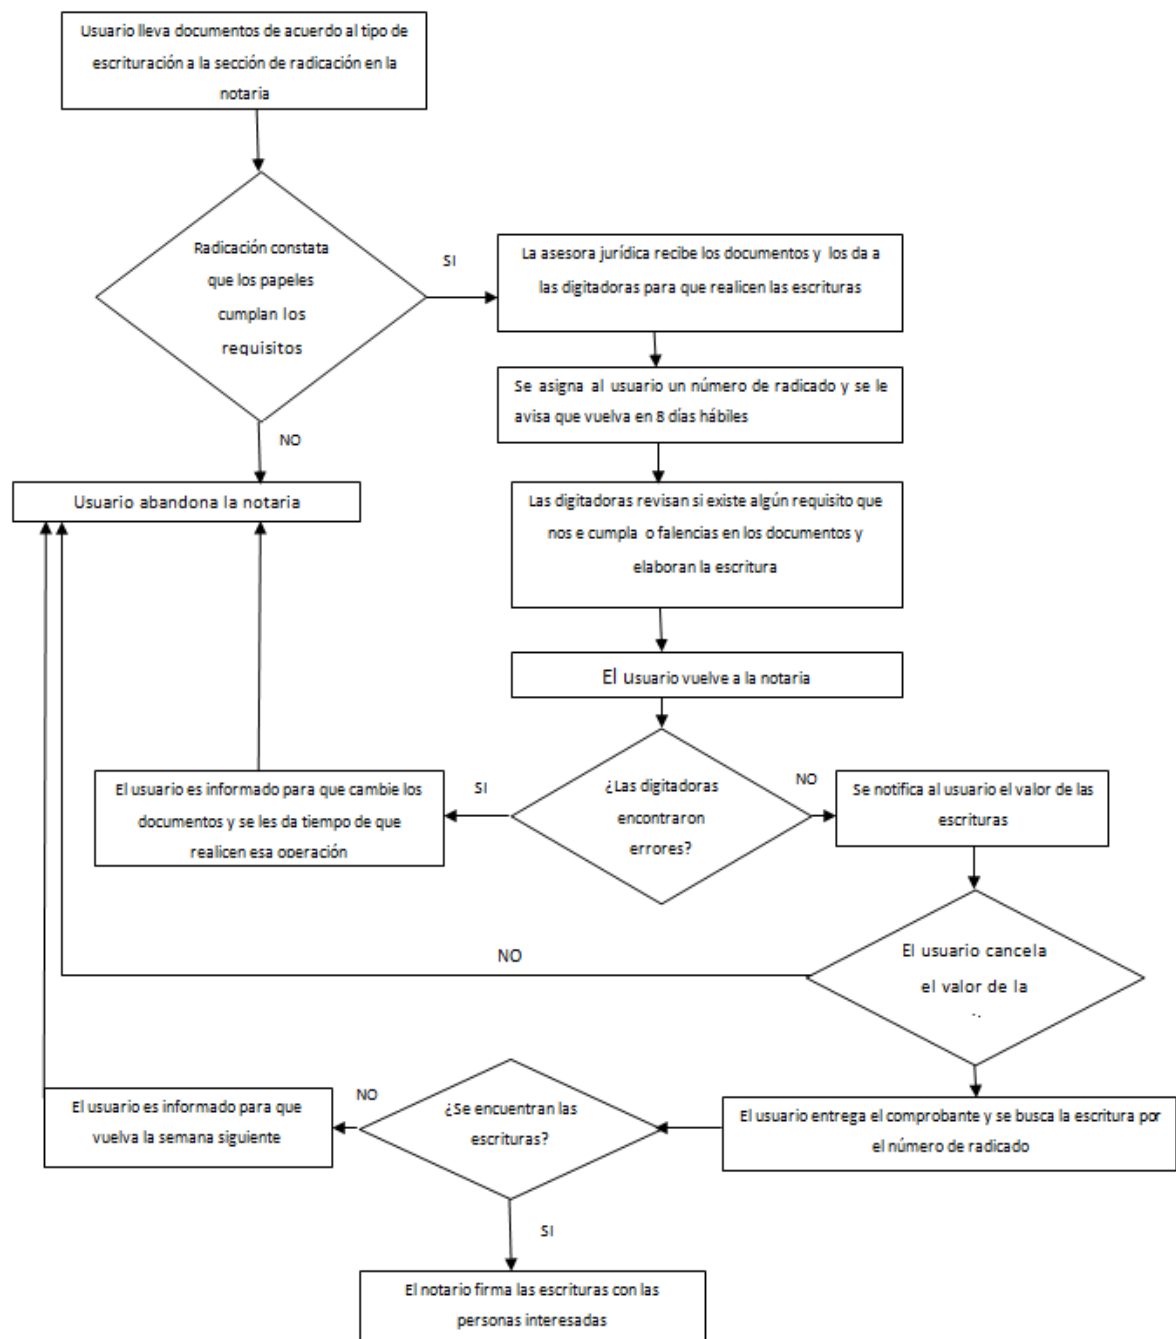 Usuario lleva documentos de acuerdo al tipo de
escrituración a la sección de radicación en la
notaria
Radicación constata
que los papeles
cumplan los
requisitos
SI
La asesora jurídica recibe los documentos y los da a
las digitadoras para que realicen las escrituras
Se asigna al usuario un número de radicado y se le
avisa que vuelva en 8 días hábiles
NO
Usuario abandona la notaria
Las digitadoras revisan si existe algún requisito que
nos e cumpla o falencias en los documentos y
elaboran la escritura
El Usuario vuelve a la notaria
El usuario es informado para que cambie los
documentos y se les da tiempo de que
realicen esa operación
SI
¿Las digitadoras
encontraron
errores?
NO
Se notifica al usuario el valor de las
escrituras
NO
El usuario cancela
el valor de la
El usuario es informado para que
vuelva la semana siguiente
NO
¿Se encuentran las
escrituras?
El usuario entrega el comprobante y se busca la escritura por
el número de radicado
SI
El notario firma las escrituras con las
personas interesadas